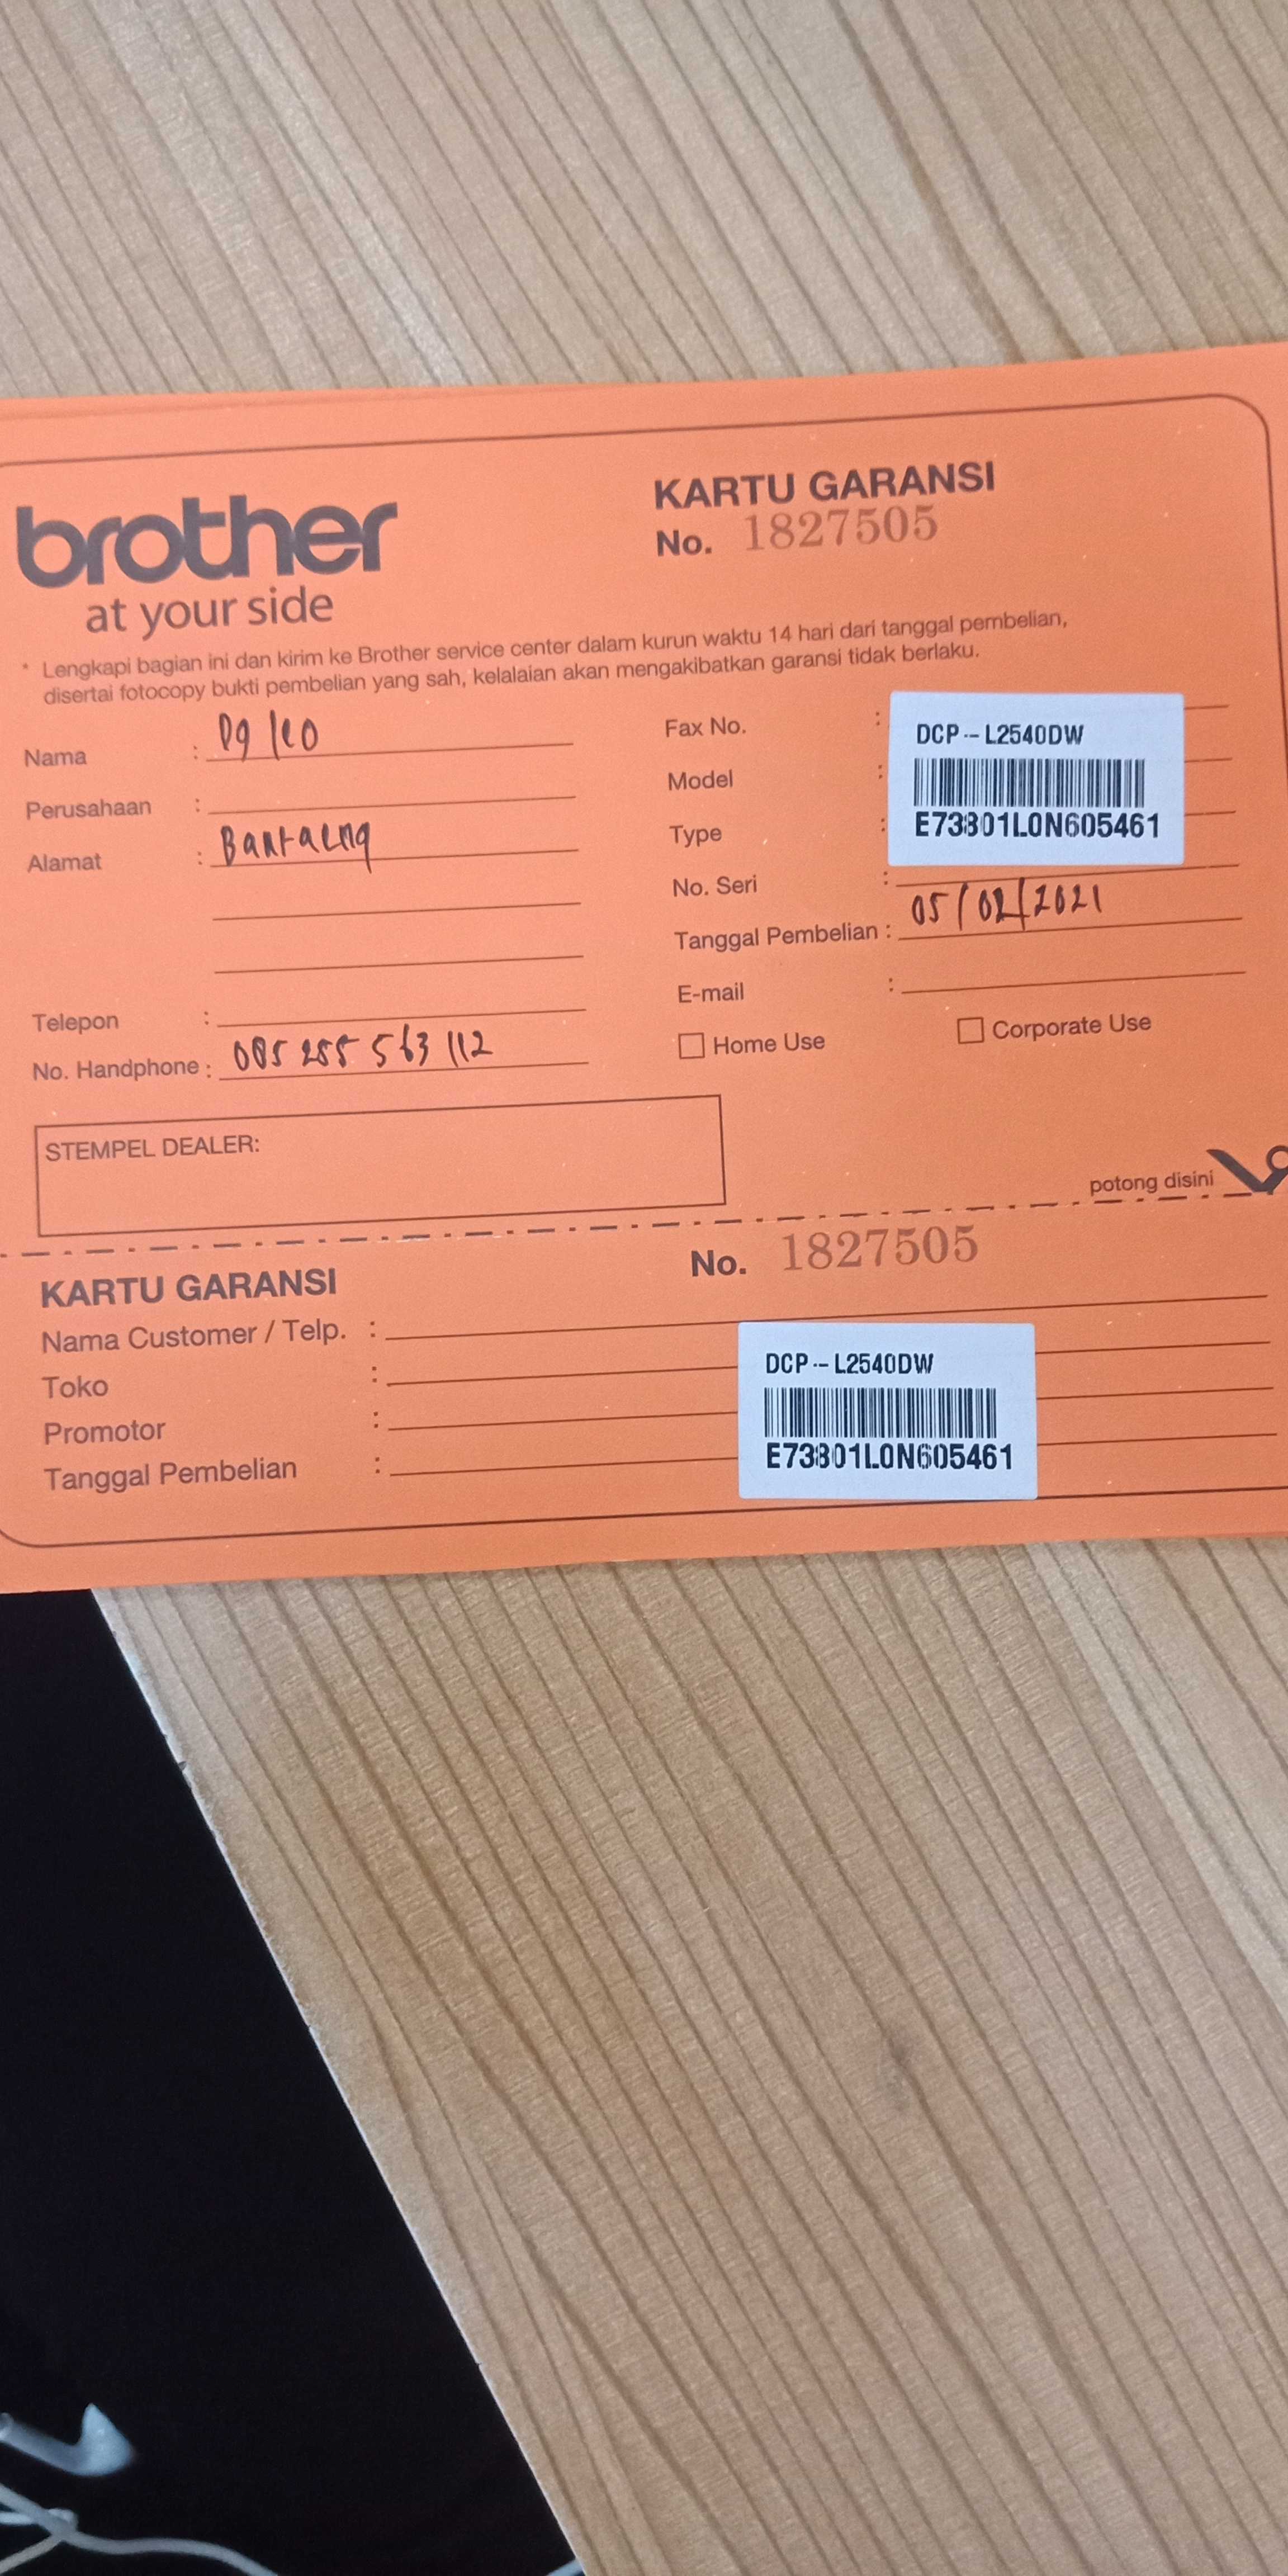 brother
at your side
KARTU GARANSI
No. 1827505
* Lengkapi bagian ini dan kirim ke Brother service center dalam kurun waktu 14 hari dari tanggal pembelian,
disertai fotocopy bukti pembelian yang sah, kelalaian akan mengakibatkan garansi tidak berlaku.
Nama :
Perusahaan :
Alamat : Bantaeng
Telepon :
No. Handphone : 085 255 563 112
Fax No. :
Model :
Type :
No. Seri :
DCP - L2540DW
E73801L0N605461
Tanggal Pembelian : 05/02/2021
E-mail :
Home Use
Corporate Use
STEMPEL DEALER:
potong disini
KARTU GARANSI
No. 1827505
Nama Customer / Telp. :
Toko :
Promotor :
Tanggal Pembelian :
DCP - L2540DW
E73801L0N605461